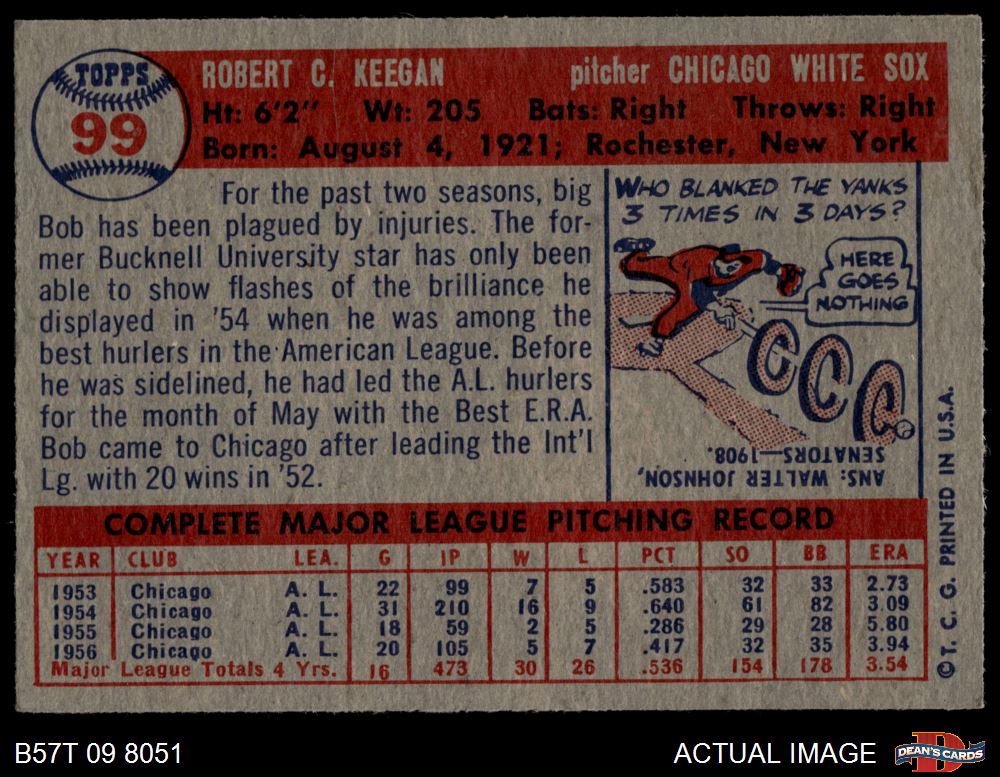 TOPPS
99
ROBERT C. KEEGAN pitcher CHICAGO WHITE SOX
Ht: 6'2" Wt: 205 Bats: Right Throws: Right
Born: August 4, 1921; Rochester, New York
For the past two seasons, big
Bob has been plagued by injuries. The for-
mer Bucknell University star has only been
able to show flashes of the brilliance he
displayed in '54 when he was among the
best hurlers in the American League. Before
he was sidelined, he had led the A.L. hurlers
for the month of May with the Best E.R.A.
Bob came to Chicago after leading the Int'l
Lg. with 20 wins in '52.
WHO BLANKED THE YANKS
3 TIMES IN 3 DAYS?
HERE
GOES
NOTHING
ANS: WALTER JOHNSON,
SENATORS—1908.
COMPLETE MAJOR LEAGUE PITCHING RECORD
YEAR CLUB LEA. G IP W L PCT SO BB ERA
1953 Chicago A. L. 22 99 7 5 .583 32 33 2.73
1954 Chicago A. L. 31 210 16 9 .640 61 82 3.09
1955 Chicago A. L. 18 59 2 5 .286 29 28 5.80
1956 Chicago A. L. 20 105 5 7 .417 32 35 3.94
Major League Totals 4 Yrs. 16 473 30 26 .536 154 178 3.54
© T. C. G. PRINTED IN U.S.A.
B57T 09 8051
ACTUAL IMAGE
DEAN'S CARDS